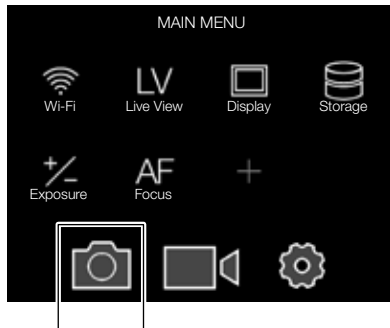 MAIN MENU
LV
AF
Wi-Fi Live View Display Storage
Exposure Focus